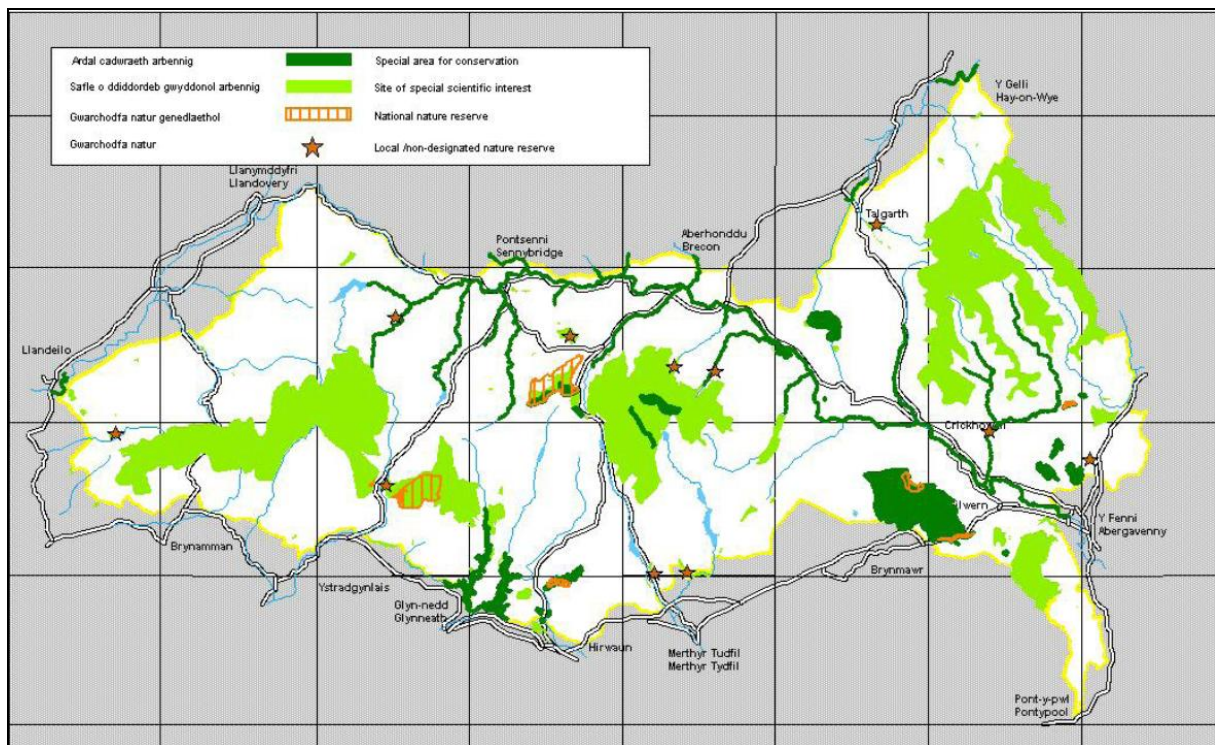 Ardal cadwraeth arbennig Special area for conservation
Safle o ddiddordeb gwyddonol arbennig Site of special scientific interest
Gwarchodfa natur genedlaethol National nature reserve
Gwarchodfa natur Local /non-designated nature reserve
Y Gelli
Hay-on-Wye
Llanymddyfri
Llandovery
Talgarth
Aberhonddu
Brecon
Pontsenni
Sennybridge
Llandeilo
Crickhowell
Y Fenni
Abergavenny
Brynamman
Brynmawr
Ystradgynlais
Glyn-nedd
Glynneath
Hirwaun
Merthyr Tudful
Merthyr Tydfil
Pont-y-pwl
Pontypool